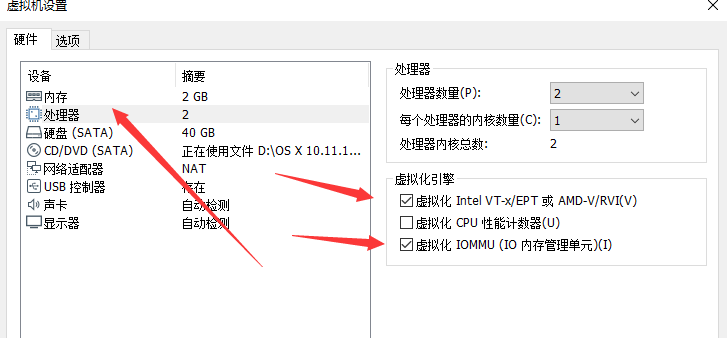 虚拟机设置
硬件 选项
设备 摘要
内存 2 GB
处理器 2
硬盘 (SATA) 40 GB
CD/DVD (SATA) 正在使用文件 D:\OS X 10.11.1...
网络适配器 NAT
USB 控制器 存在
声卡 自动检测
显示器 自动检测
处理器
处理器数量(P): 2
每个处理器的内核数量(C): 1
处理器内核总数: 2
虚拟化引擎
虚拟化 Intel VT-x/EPT 或 AMD-V/RVI(V)
虚拟化 CPU 性能计数器(U)
虚拟化 IOMMU (IO 内存管理单元)(I)